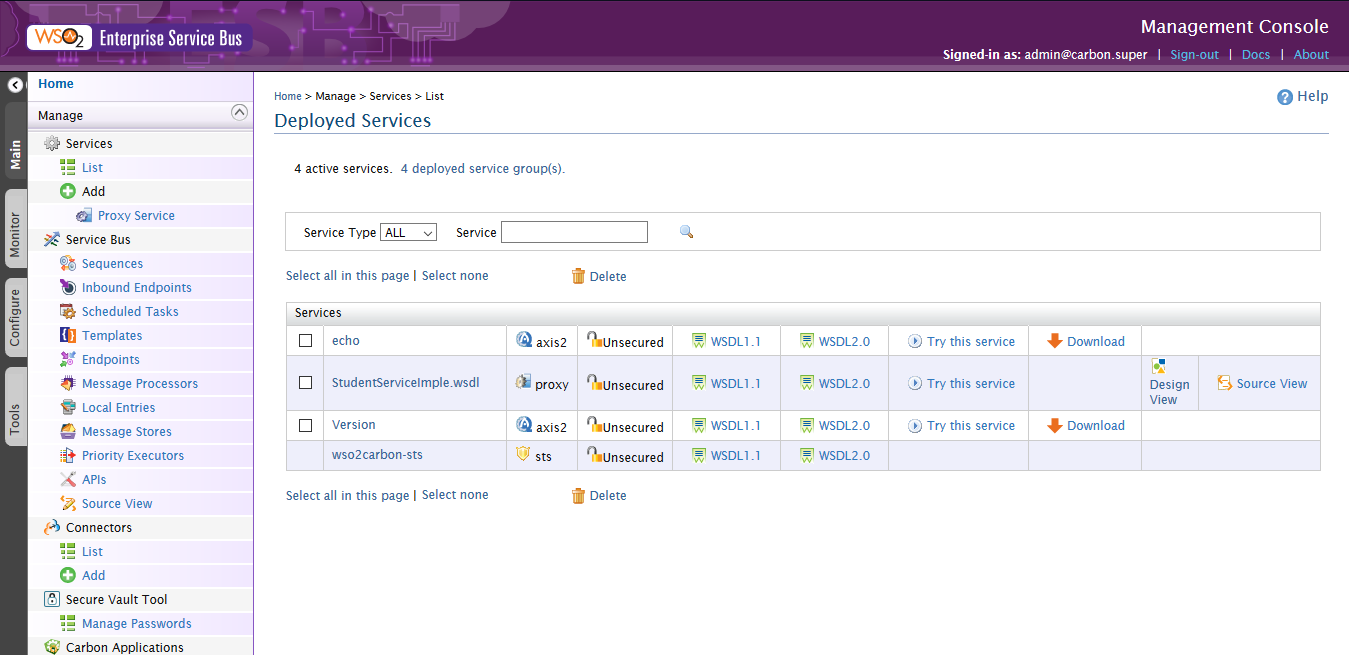 WSO2 Enterprise Service Bus
Management Console
Signed-in as: admin@carbon.super | Sign-out | Docs | About
Main
Monitor
Configure
Tools
Home
Manage
Services
List
Add
Proxy Service
Service Bus
Sequences
Inbound Endpoints
Scheduled Tasks
Templates
Endpoints
Message Processors
Local Entries
Message Stores
Priority Executors
APIs
Source View
Connectors
List
Add
Secure Vault Tool
Manage Passwords
Carbon Applications
Home > Manage > Services > List
Help
Deployed Services
4 active services. 4 deployed service group(s).
Service Type ALL Service
Select all in this page | Select none Delete
Services
echo axis2 Unsecured WSDL1.1 WSDL2.0 Try this service Download
StudentServiceImple.wsdl proxy Unsecured WSDL1.1 WSDL2.0 Try this service Design View Source View
Version axis2 Unsecured WSDL1.1 WSDL2.0 Try this service Download
wso2carbon-sts sts Unsecured WSDL1.1 WSDL2.0
Select all in this page | Select none Delete